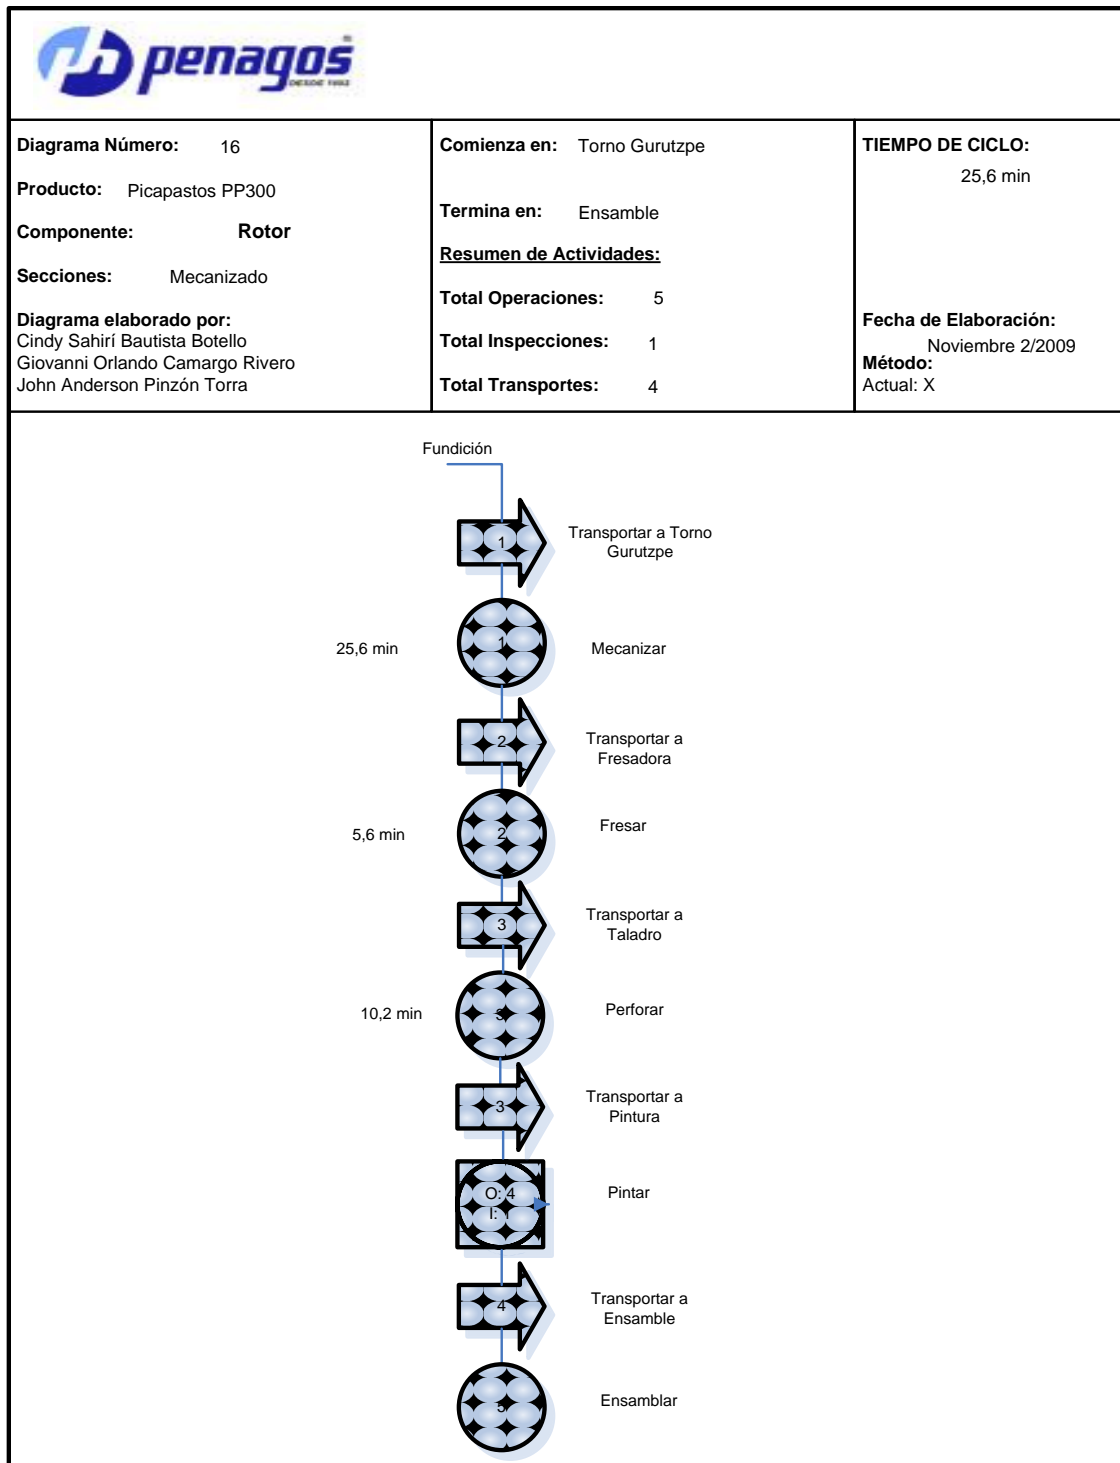 penagos
DESDE 1892
Diagrama Número: 16
Producto: Picapastos PP300
Componente: Rotor
Secciones: Mecanizado
Diagrama elaborado por:
Cindy Sahirí Bautista Botello
Giovanni Orlando Camargo Rivero
John Anderson Pinzón Torra
Comienza en: Torno Gurutzpe
Termina en: Ensamble
Resumen de Actividades:
Total Operaciones: 5
Total Inspecciones: 1
Total Transportes: 4
TIEMPO DE CICLO:
25,6 min
Fecha de Elaboración:
Noviembre 2/2009
Método:
Actual: X
Fundición
1
Transportar a Torno
Gurutzpe
25,6 min
1
Mecanizar
2
Transportar a
Fresadora
5,6 min
2
Fresar
3
Transportar a
Taladro
10,2 min
3
Perforar
3
Transportar a
Pintura
O: 4
I: 1
Pintar
4
Transportar a
Ensamble
5
Ensamblar